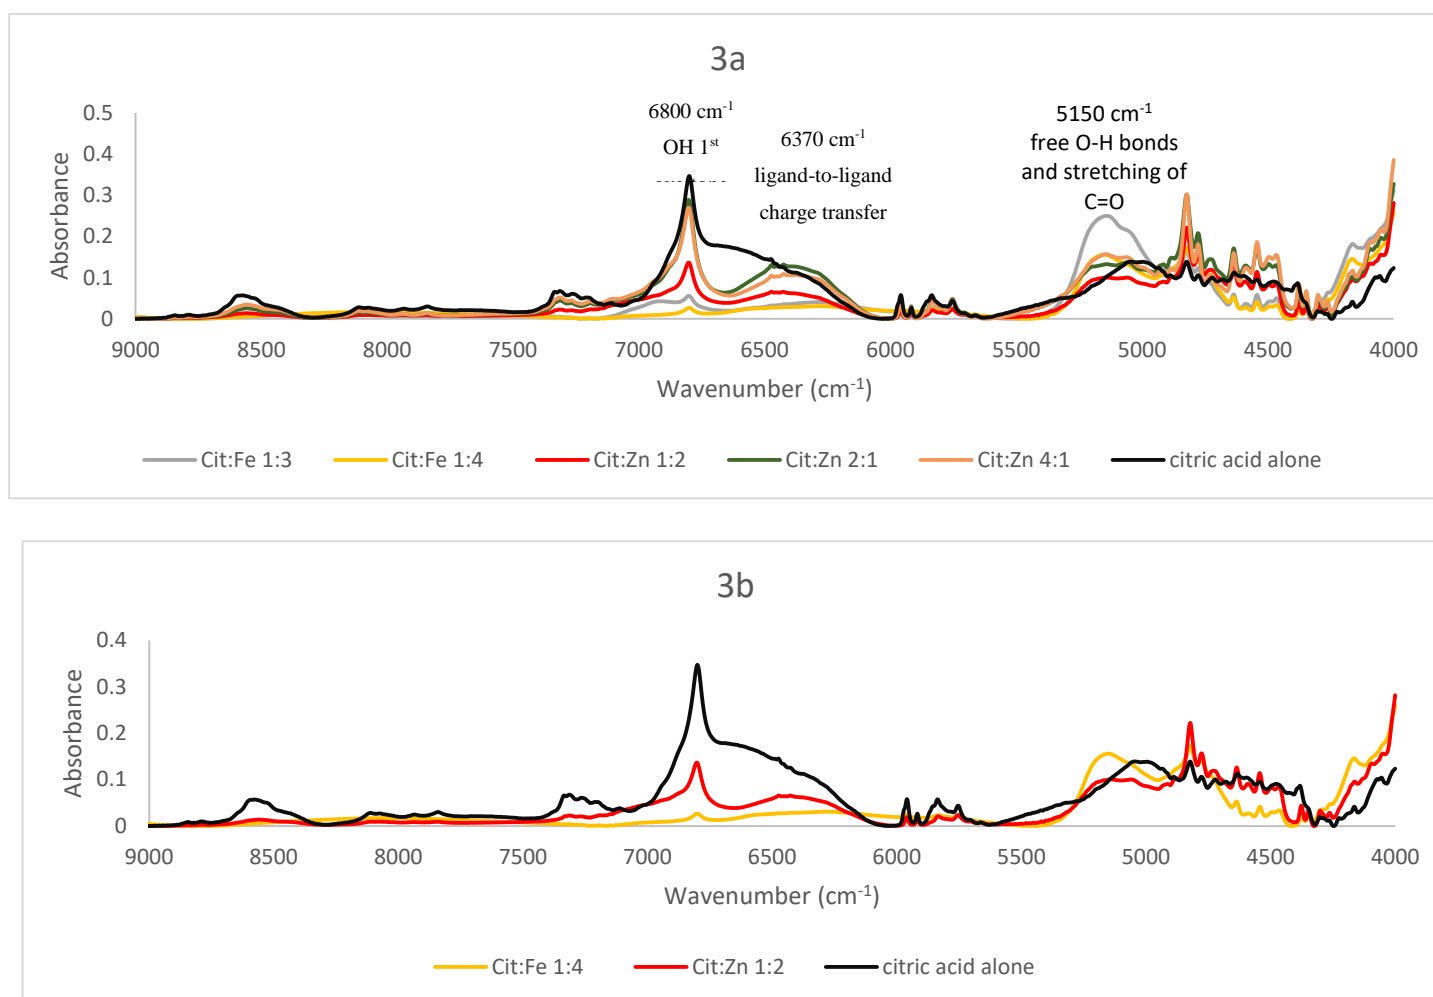 3a
6800 cm-1
OH 1st
6370 cm-1
ligand-to-ligand
charge transfer
5150 cm-1
free O-H bonds
and stretching of
C=O
Absorbance
0.5
0.4
0.3
0.2
0.1
0
9000 8500 8000 7500 7000 6500 6000 5500 5000 4500 4000
Wavenumber (cm-1)
Cit:Fe 1:3 Cit:Fe 1:4 Cit:Zn 1:2 Cit:Zn 2:1 Cit:Zn 4:1 citric acid alone
3b
Absorbance
0.4
0.3
0.2
0.1
0
9000 8500 8000 7500 7000 6500 6000 5500 5000 4500 4000
Wavenumber (cm-1)
Cit:Fe 1:4 Cit:Zn 1:2 citric acid alone